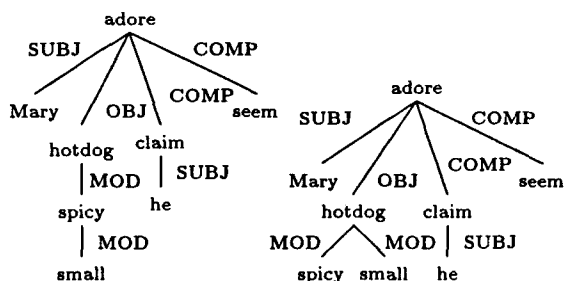 adore
SUBJ COMP
OBJ COMP
Mary seem
hotdog claim
MOD SUBJ
spicy he
MOD
small
adore
SUBJ COMP
OBJ COMP
Mary seem
hotdog claim
MOD MOD SUBJ
spicy small he